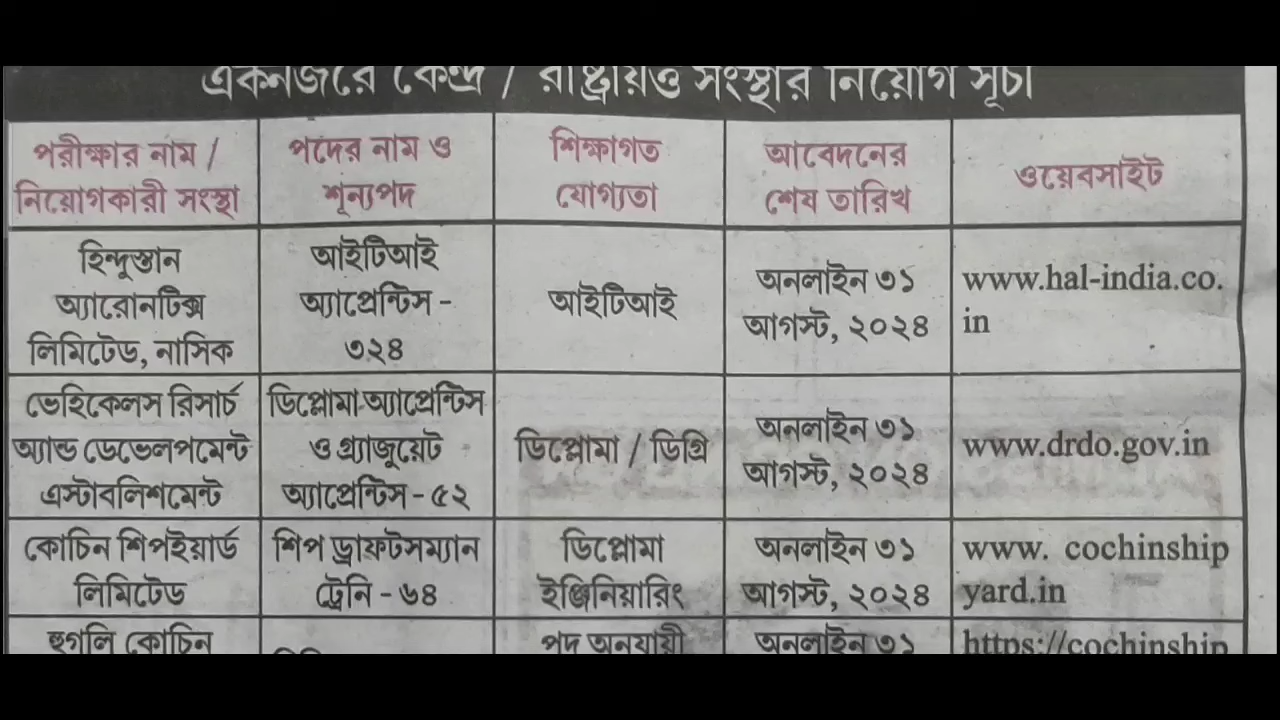 একনজরে কেন্দ্র / রাষ্ট্রায়ত্ত সংস্থার নিয়োগ সূচী
পরীক্ষার নাম /
নিয়োগকারী সংস্থা
পদের নাম ও
শূন্যপদ
শিক্ষাগত
যোগ্যতা
আবেদনের
শেষ তারিখ
ওয়েবসাইট
হিন্দুস্তান
অ্যারোনটিক্স
লিমিটেড, নাসিক
আইটিআই
অ্যাপ্রেন্টিস -
৩২৪
আইটিআই
অনলাইন ৩১
আগস্ট, ২০২৪
www.hal-india.co.
in
ভেহিকেলস রিসার্চ
অ্যান্ড ডেভেলপমেন্ট
এস্টাবলিশমেন্ট
ডিপ্লোমা-অ্যাপ্রেন্টিস
ও গ্র্যাজুয়েট
অ্যাপ্রেন্টিস - ৫২
ডিপ্লোমা / ডিগ্রি
অনলাইন ৩১
আগস্ট, ২০২৪
www.drdo.gov.in
কোচিন শিপইয়ার্ড
লিমিটেড
শিপ ড্রাফটসম্যান
ট্রেনি - ৬৪
ডিপ্লোমা
ইঞ্জিনিয়ারিং
অনলাইন ৩১
আগস্ট, ২০২৪
www. cochinship
yard.in
হুগলি কোচিন
পদ অনুযায়ী
অনলাইন ৩১
https://cochinship